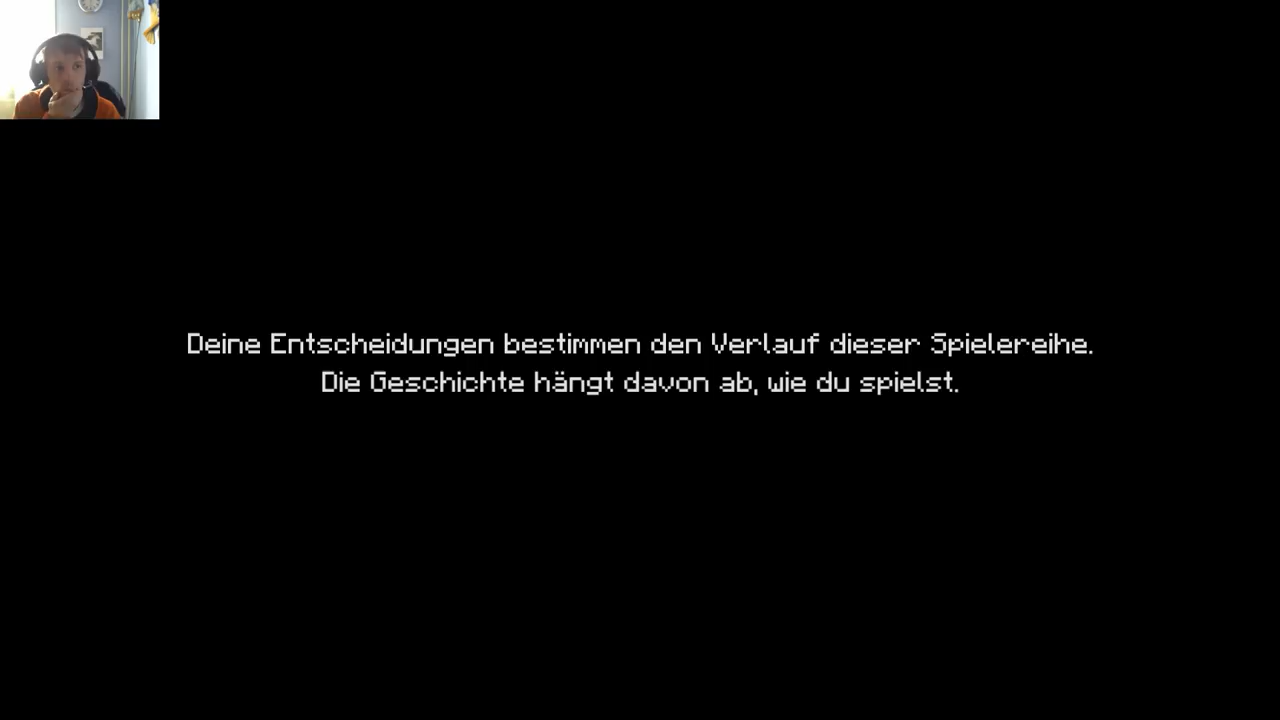 Deine Entscheidungen bestimmen den Verlauf dieser Spielereihe.
Die Geschichte hängt davon ab, wie du spielst.